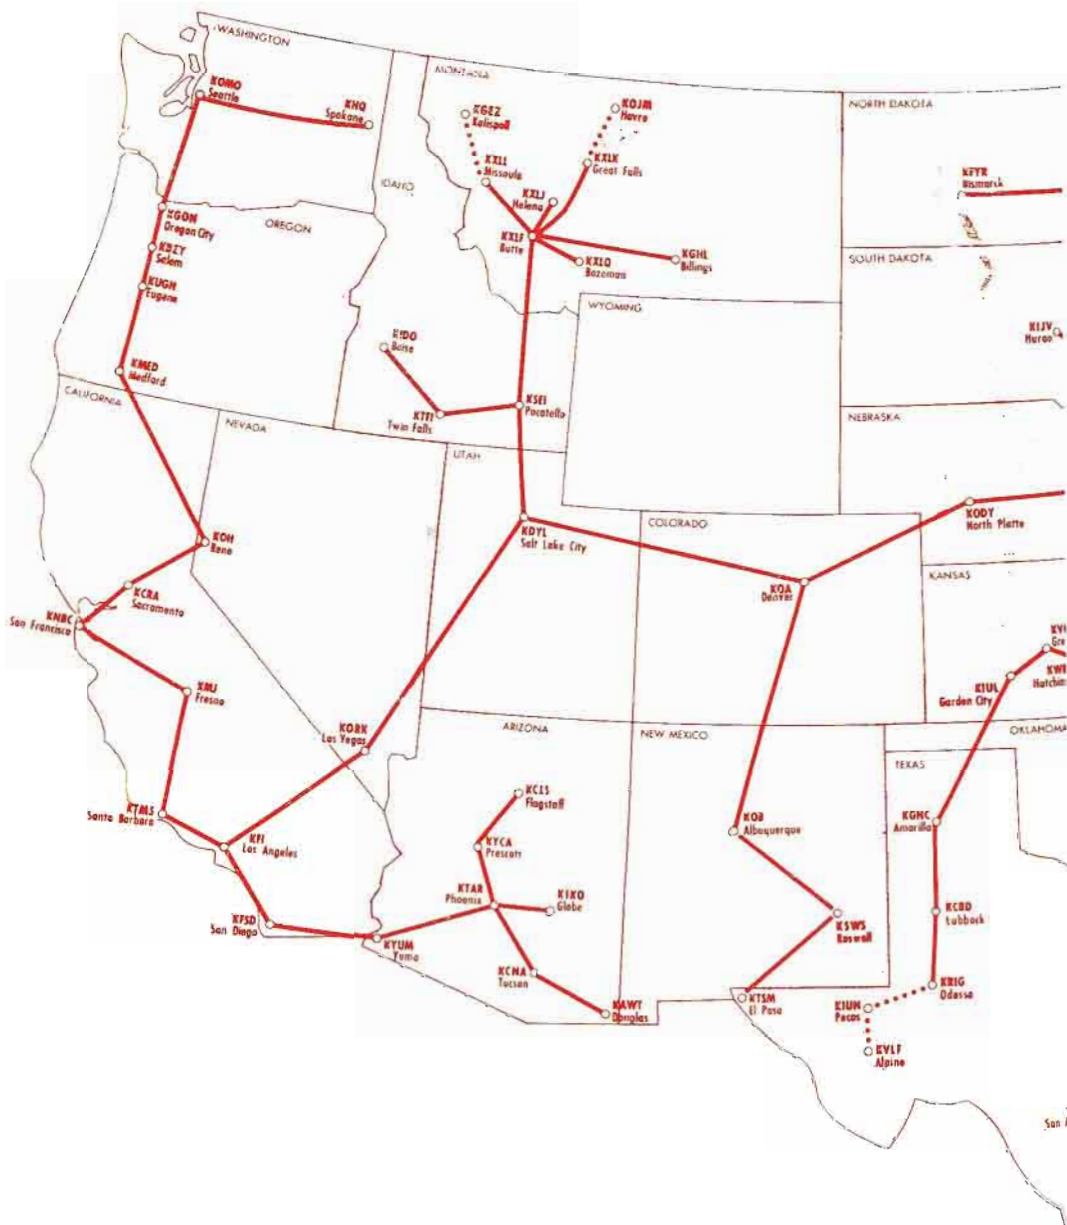 WASHINGTON
KOMO
Seattle
KHQ
Spokane
MONTANA
KGEZ
Kalispell
KOJM
Havre
NORTH DAKOTA
KXLL
Missoula
KXLK
Great Falls
KFYR
Bismarck
IDAHO
KXLJ
Helena
KGON
Oregon City
OREGON
KXLF
Butte
KGHL
Billings
KXLQ
Bozeman
SOUTH DAKOTA
Salem
KUGN
Eugene
WYOMING
KIJV
Huron
KIDO
Boise
KMED
Medford
CALIFORNIA
KTFI
Twin Falls
KSEI
Pocatello
NEBRASKA
NEVADA
UTAH
KODY
North Platte
KDYL
Salt Lake City
COLORADO
KOH
Reno
KANSAS
KCRA
Sacramento
KOA
Denver
KNBC
San Francisco
KIUL
Garden City
KMJ
Fresno
KORK
Las Vegas
ARIZONA
NEW MEXICO
OKLAHOMA
TEXAS
KCLS
Flagstaff
KTMS
Santa Barbara
KFI
Los Angeles
KYCA
Prescott
KOB
Albuquerque
KGNC
Amarillo
KTAR
Phoenix
KFSD
San Diego
Globe
KSWS
Roswell
KCBD
Lubbock
KYUM
Yuma
KCNA
Tucson
KAWT
Douglas
KTSM
El Paso
KRIG
Odessa
KIUN
Pecos
KVLF
Alpine
San